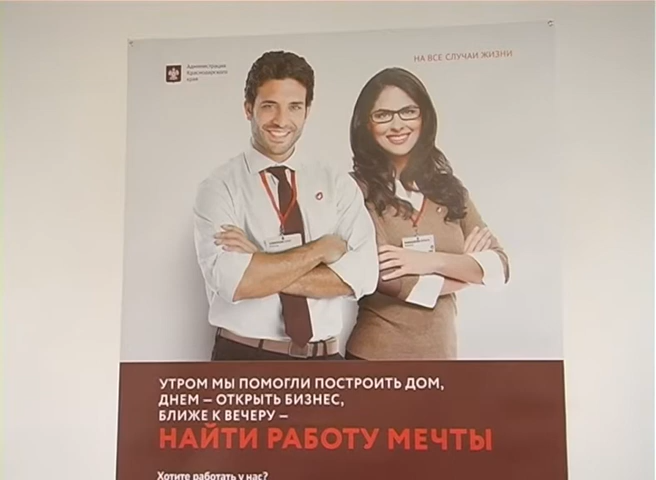 Администрация
Краснодарского
края
НА ВСЕ СЛУЧАИ ЖИЗНИ
УТРОМ МЫ ПОМОГЛИ ПОСТРОИТЬ ДОМ,
ДНЕМ – ОТКРЫТЬ БИЗНЕС,
БЛИЖЕ К ВЕЧЕРУ –
НАЙТИ РАБОТУ МЕЧТЫ
Хотите работать у нас?